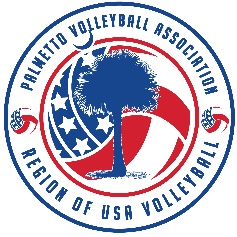 PALMETTO VOLLEYBALL ASSOCIATION
REGION OF USA VOLLEYBALL